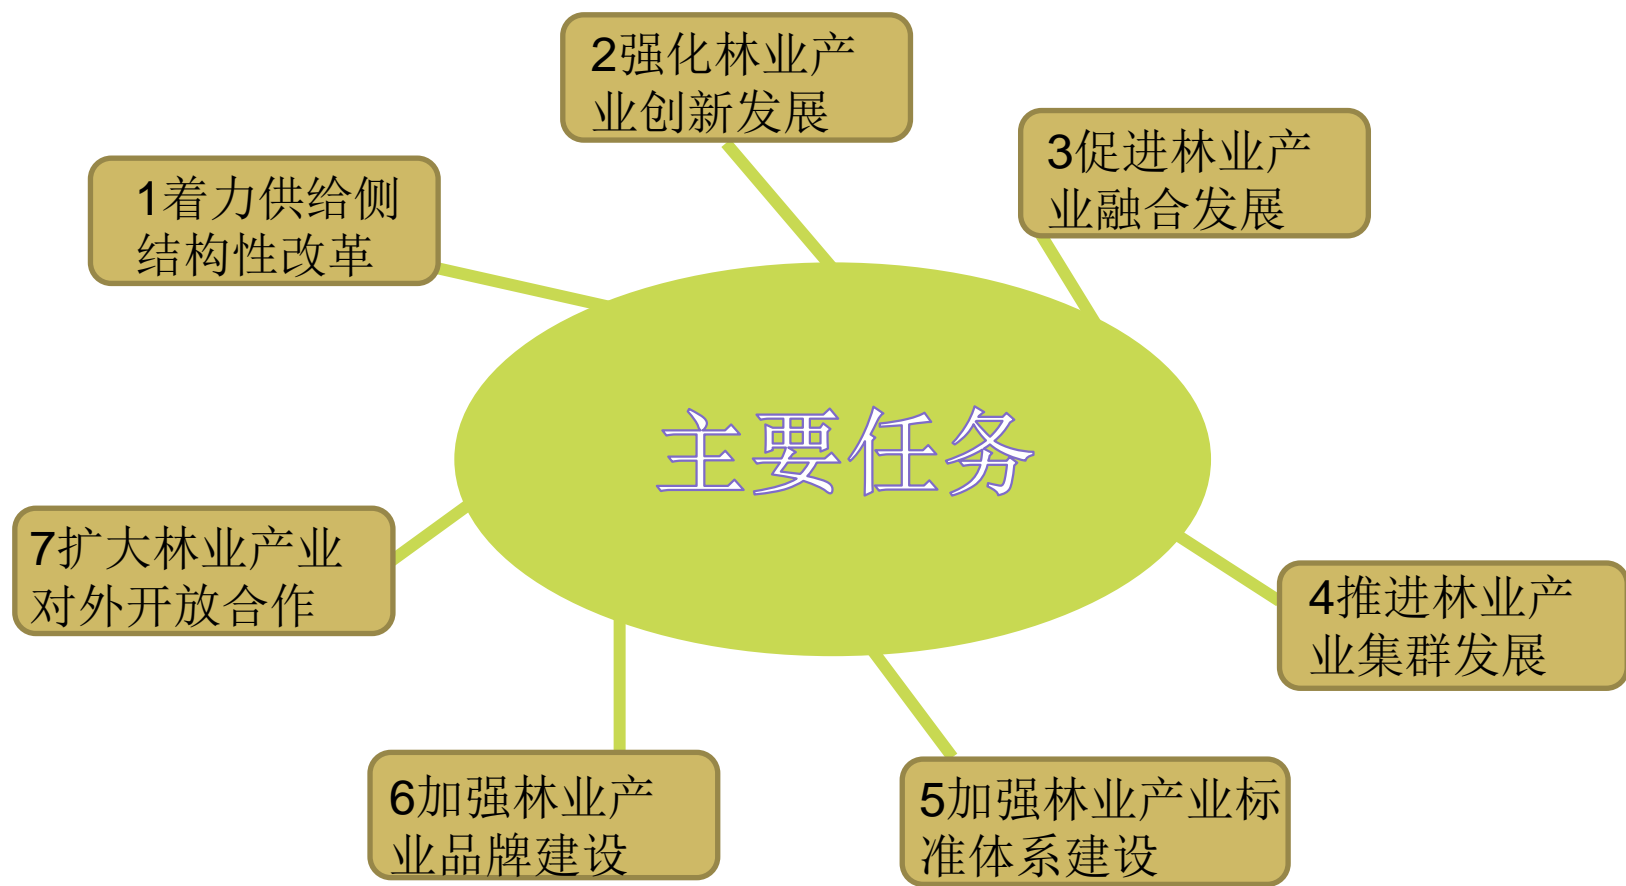 1着力供给侧
结构性改革
2强化林业产
业创新发展
3促进林业产
业融合发展
主要任务
4推进林业产
业集群发展
5加强林业产业标
准体系建设
6加强林业产
业品牌建设
7扩大林业产业
对外开放合作